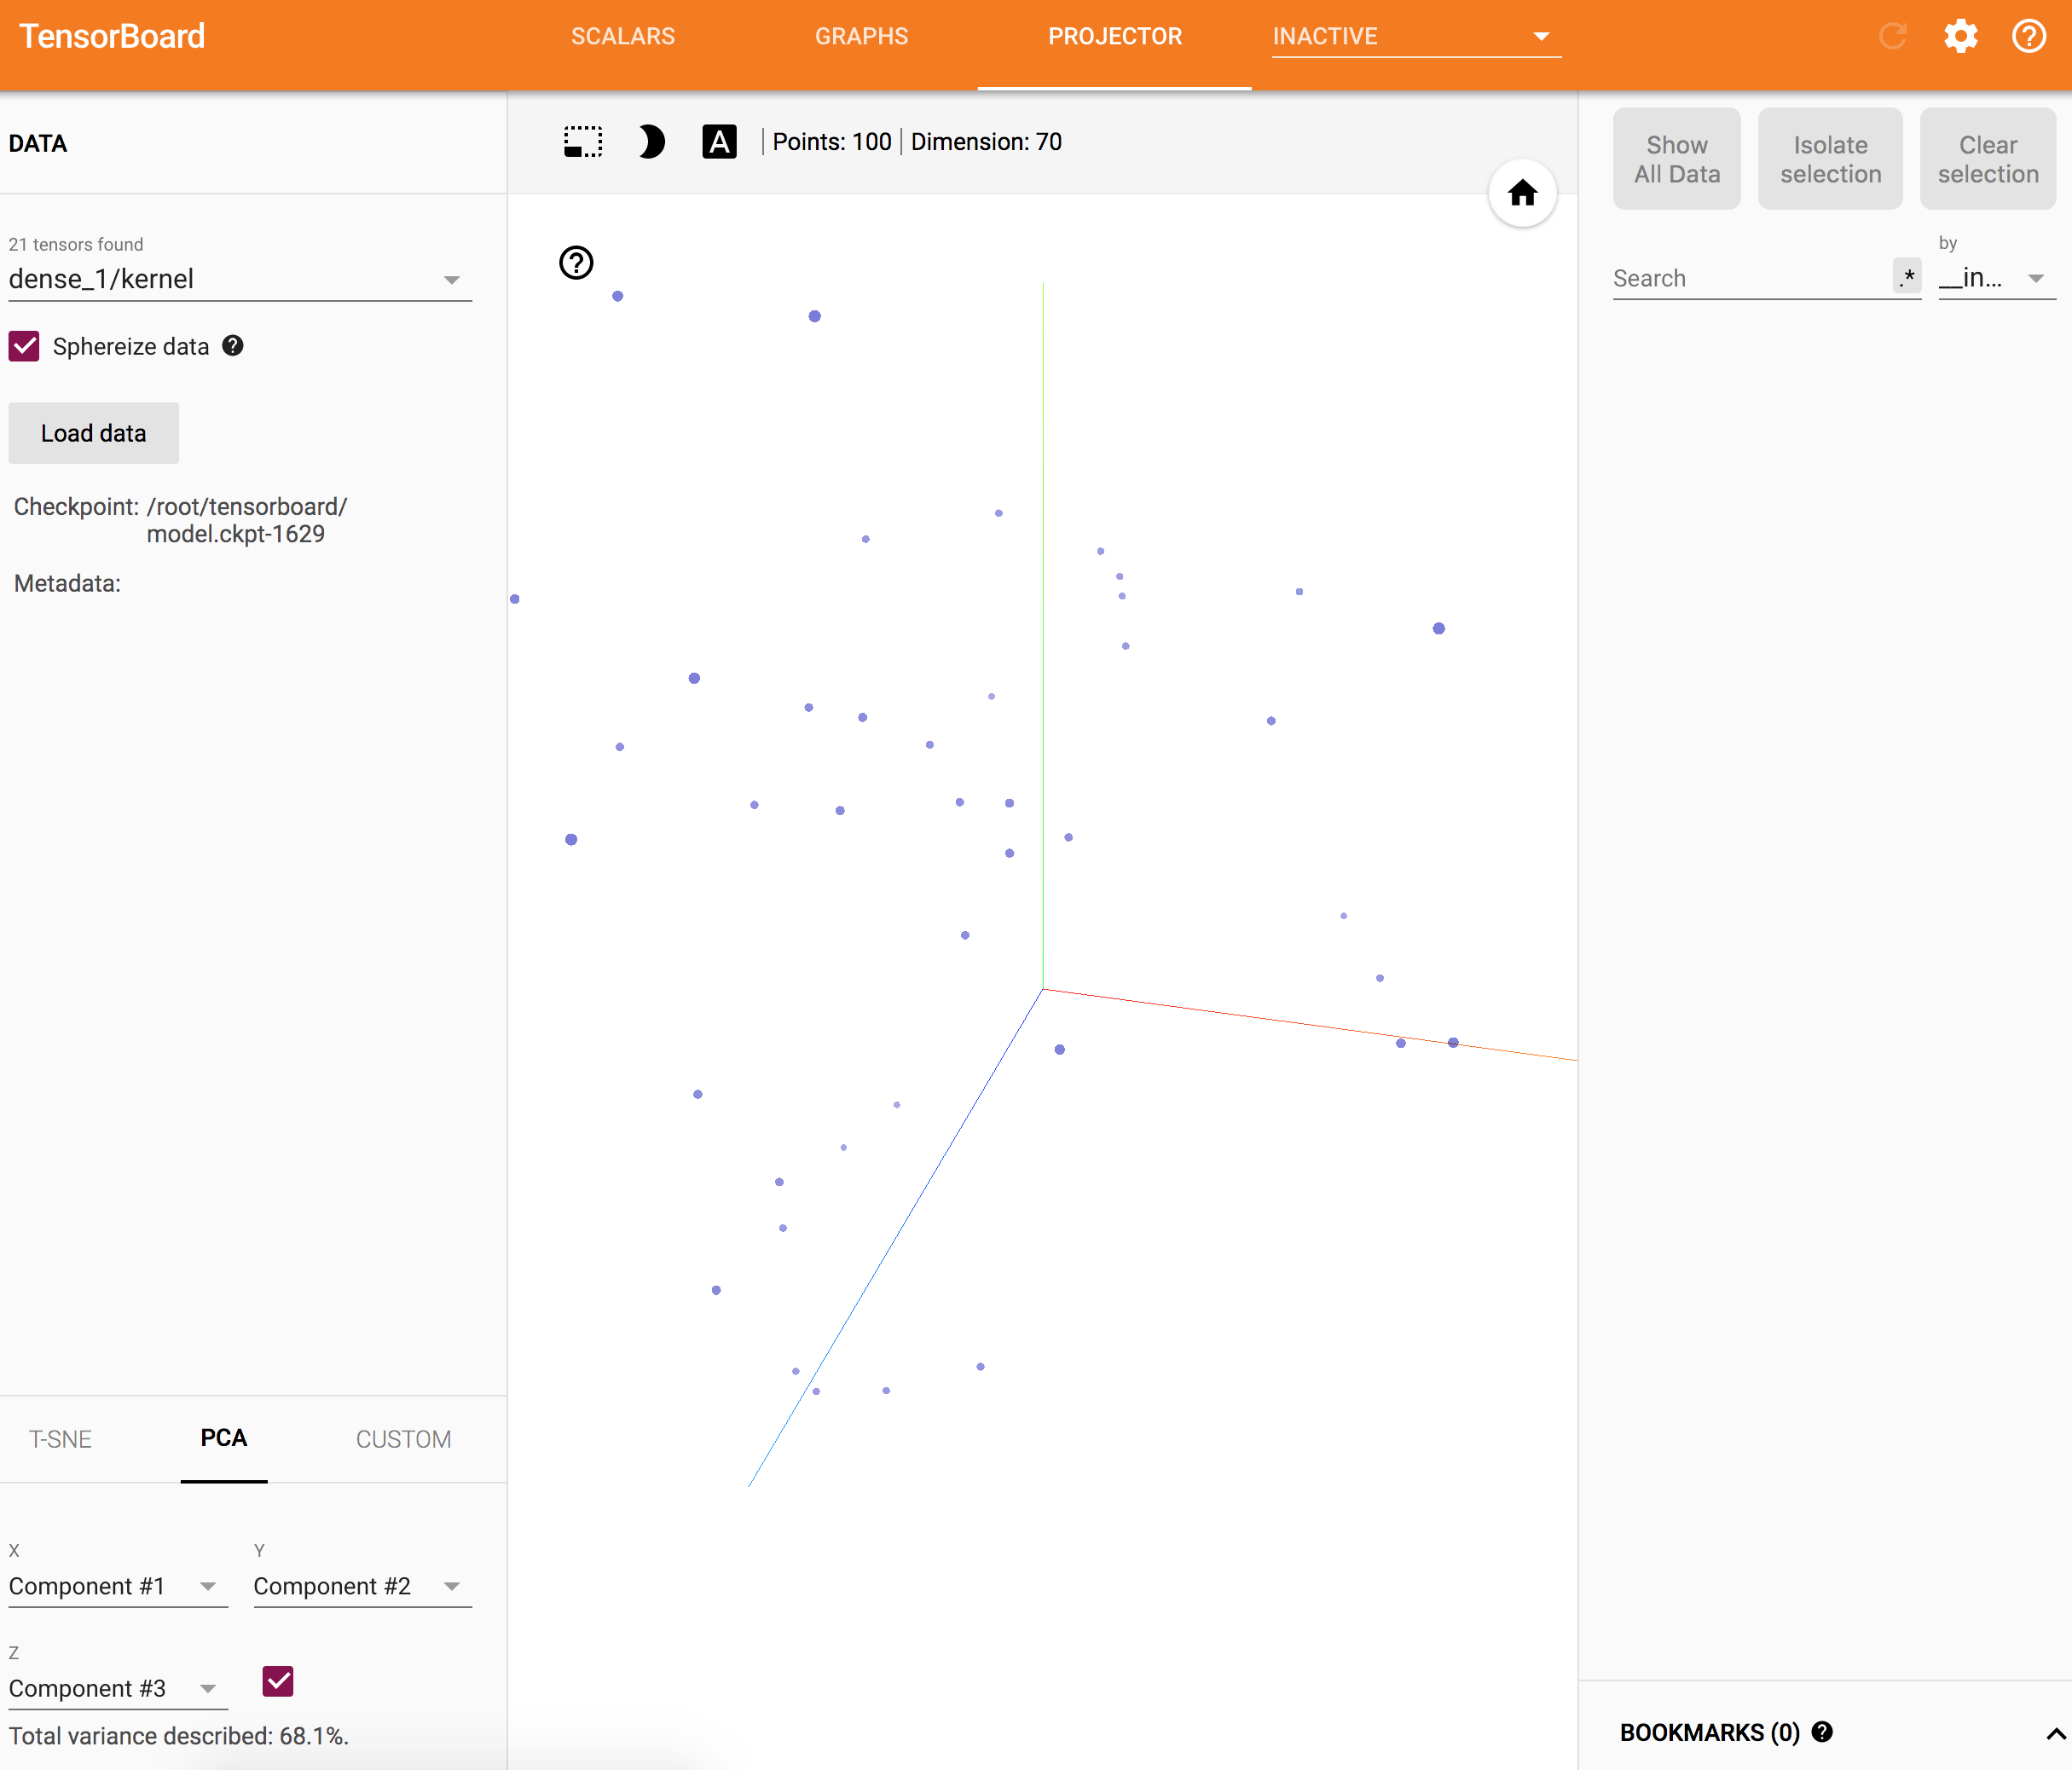 TensorBoard
SCALARS
GRAPHS
PROJECTOR
INACTIVE
DATA
A
Points: 100
Dimension: 70
Show
All Data
Isolate
selection
Clear
selection
21 tensors found
dense_1/kernel
Search
.*
by
__in...
Sphereize data
Load data
Checkpoint: /root/tensorboard/
model.ckpt-1629
Metadata:
T-SNE
PCA
CUSTOM
X
Component #1
Y
Component #2
Z
Component #3
Total variance described: 68.1%.
BOOKMARKS (0)